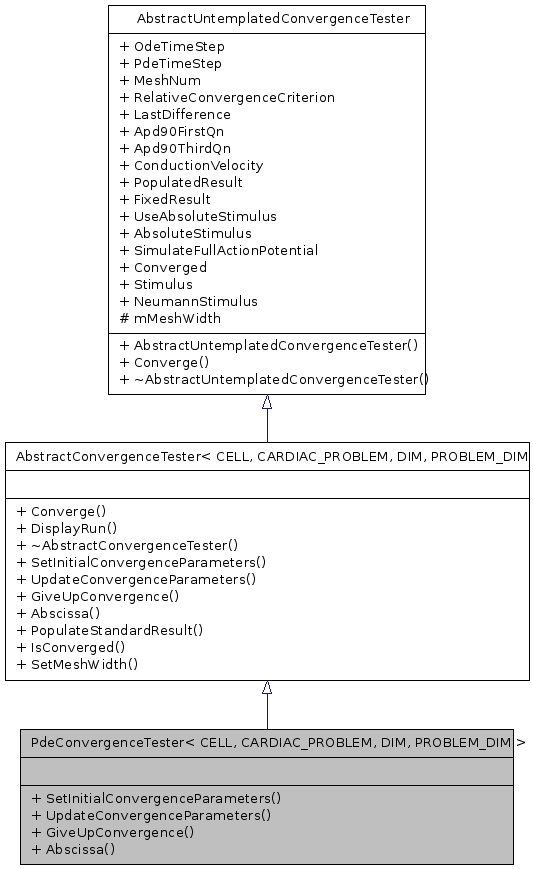 AbstractUntemplatedConvergenceTester
+ OdeTimeStep
+ PdeTimeStep
+ MeshNum
+ RelativeConvergenceCriterion
+ LastDifference
+ Apd90FirstQn
+ Apd90ThirdQn
+ ConductionVelocity
+ PopulatedResult
+ FixedResult
+ UseAbsoluteStimulus
+ AbsoluteStimulus
+ SimulateFullActionPotential
+ Converged
+ Stimulus
+ NeumannStimulus
# mMeshWidth
+ AbstractUntemplatedConvergenceTester()
+ Converge()
+ ~AbstractUntemplatedConvergenceTester()
AbstractConvergenceTester< CELL, CARDIAC_PROBLEM, DIM, PROBLEM_DIM
+ Converge()
+ DisplayRun()
+ ~AbstractConvergenceTester()
+ SetInitialConvergenceParameters()
+ UpdateConvergenceParameters()
+ GiveUpConvergence()
+ Abscissa()
+ PopulateStandardResult()
+ IsConverged()
+ SetMeshWidth()
PdeConvergenceTester< CELL, CARDIAC_PROBLEM, DIM, PROBLEM_DIM >
+ SetInitialConvergenceParameters()
+ UpdateConvergenceParameters()
+ GiveUpConvergence()
+ Abscissa()